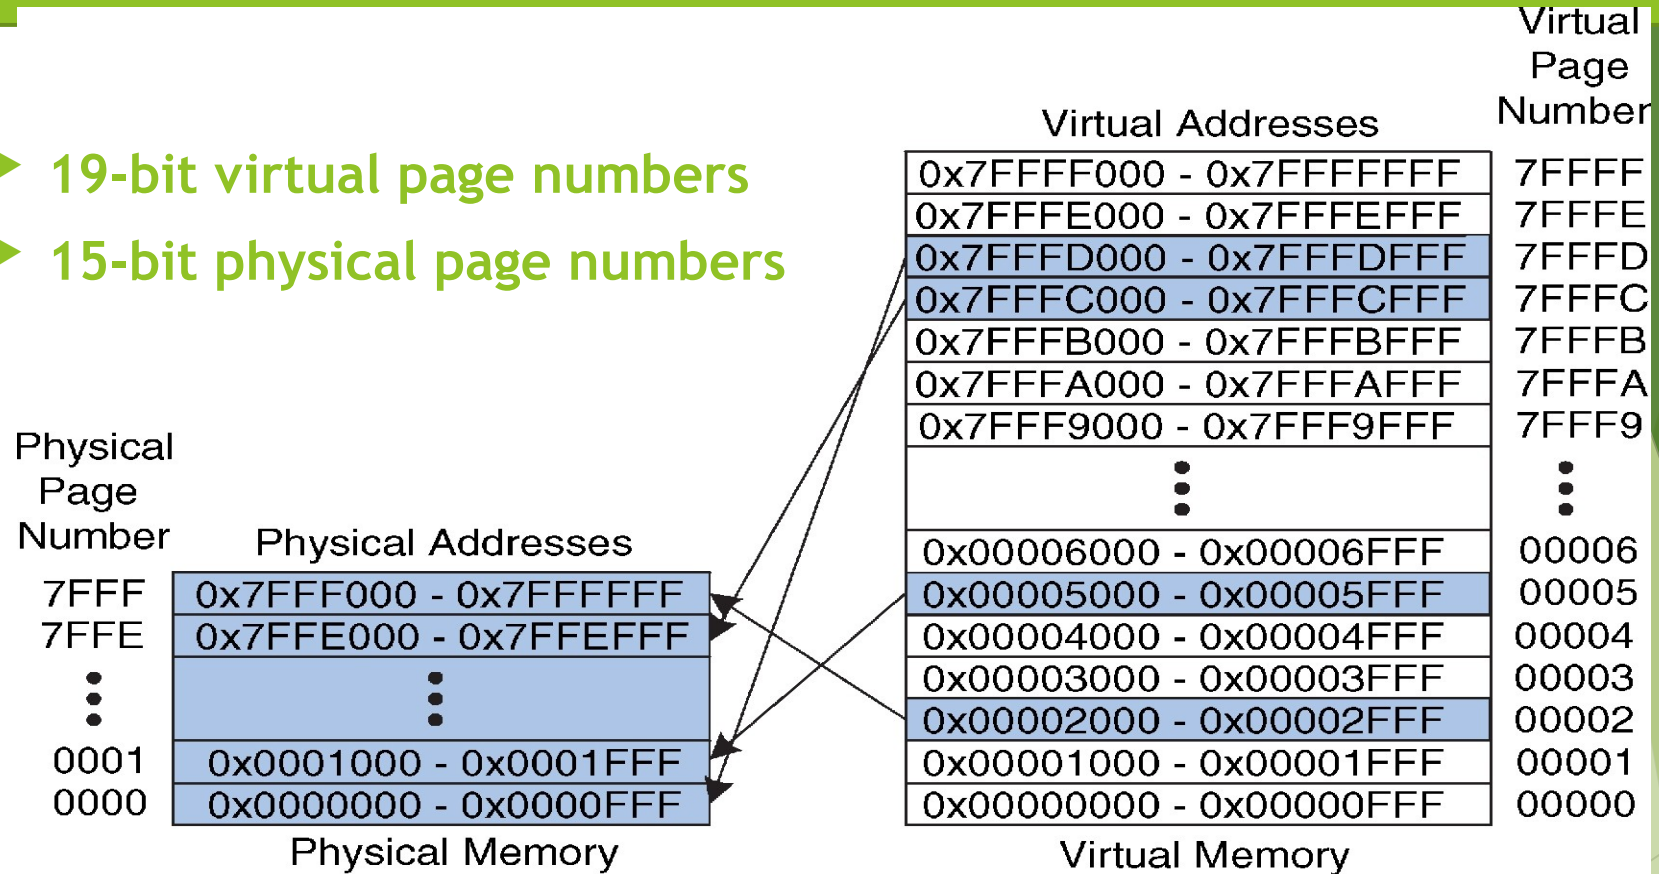 19-bit virtual page numbers
15-bit physical page numbers
Physical
Page
Number
Physical Addresses
7FFF 0x7FFF000 - 0x7FFFFFF
7FFE 0x7FFE000 - 0x7FFEFFF
0001 0x0001000 - 0x0001FFF
0000 0x0000000 - 0x0000FFF
Physical Memory
Virtual
Page
Number
Virtual Addresses
0x7FFFF000 - 0x7FFFFFFF 7FFFF
0x7FFFE000 - 0x7FFFEFFF 7FFFE
0x7FFFD000 - 0x7FFFDFFF 7FFFD
0x7FFFC000 - 0x7FFFCFFF 7FFFC
0x7FFFB000 - 0x7FFFBFFF 7FFFB
0x7FFFA000 - 0x7FFFAFFF 7FFFA
0x7FFF9000 - 0x7FFF9FFF 7FFF9
0x00006000 - 0x00006FFF 00006
0x00005000 - 0x00005FFF 00005
0x00004000 - 0x00004FFF 00004
0x00003000 - 0x00003FFF 00003
0x00002000 - 0x00002FFF 00002
0x00001000 - 0x00001FFF 00001
0x00000000 - 0x00000FFF 00000
Virtual Memory